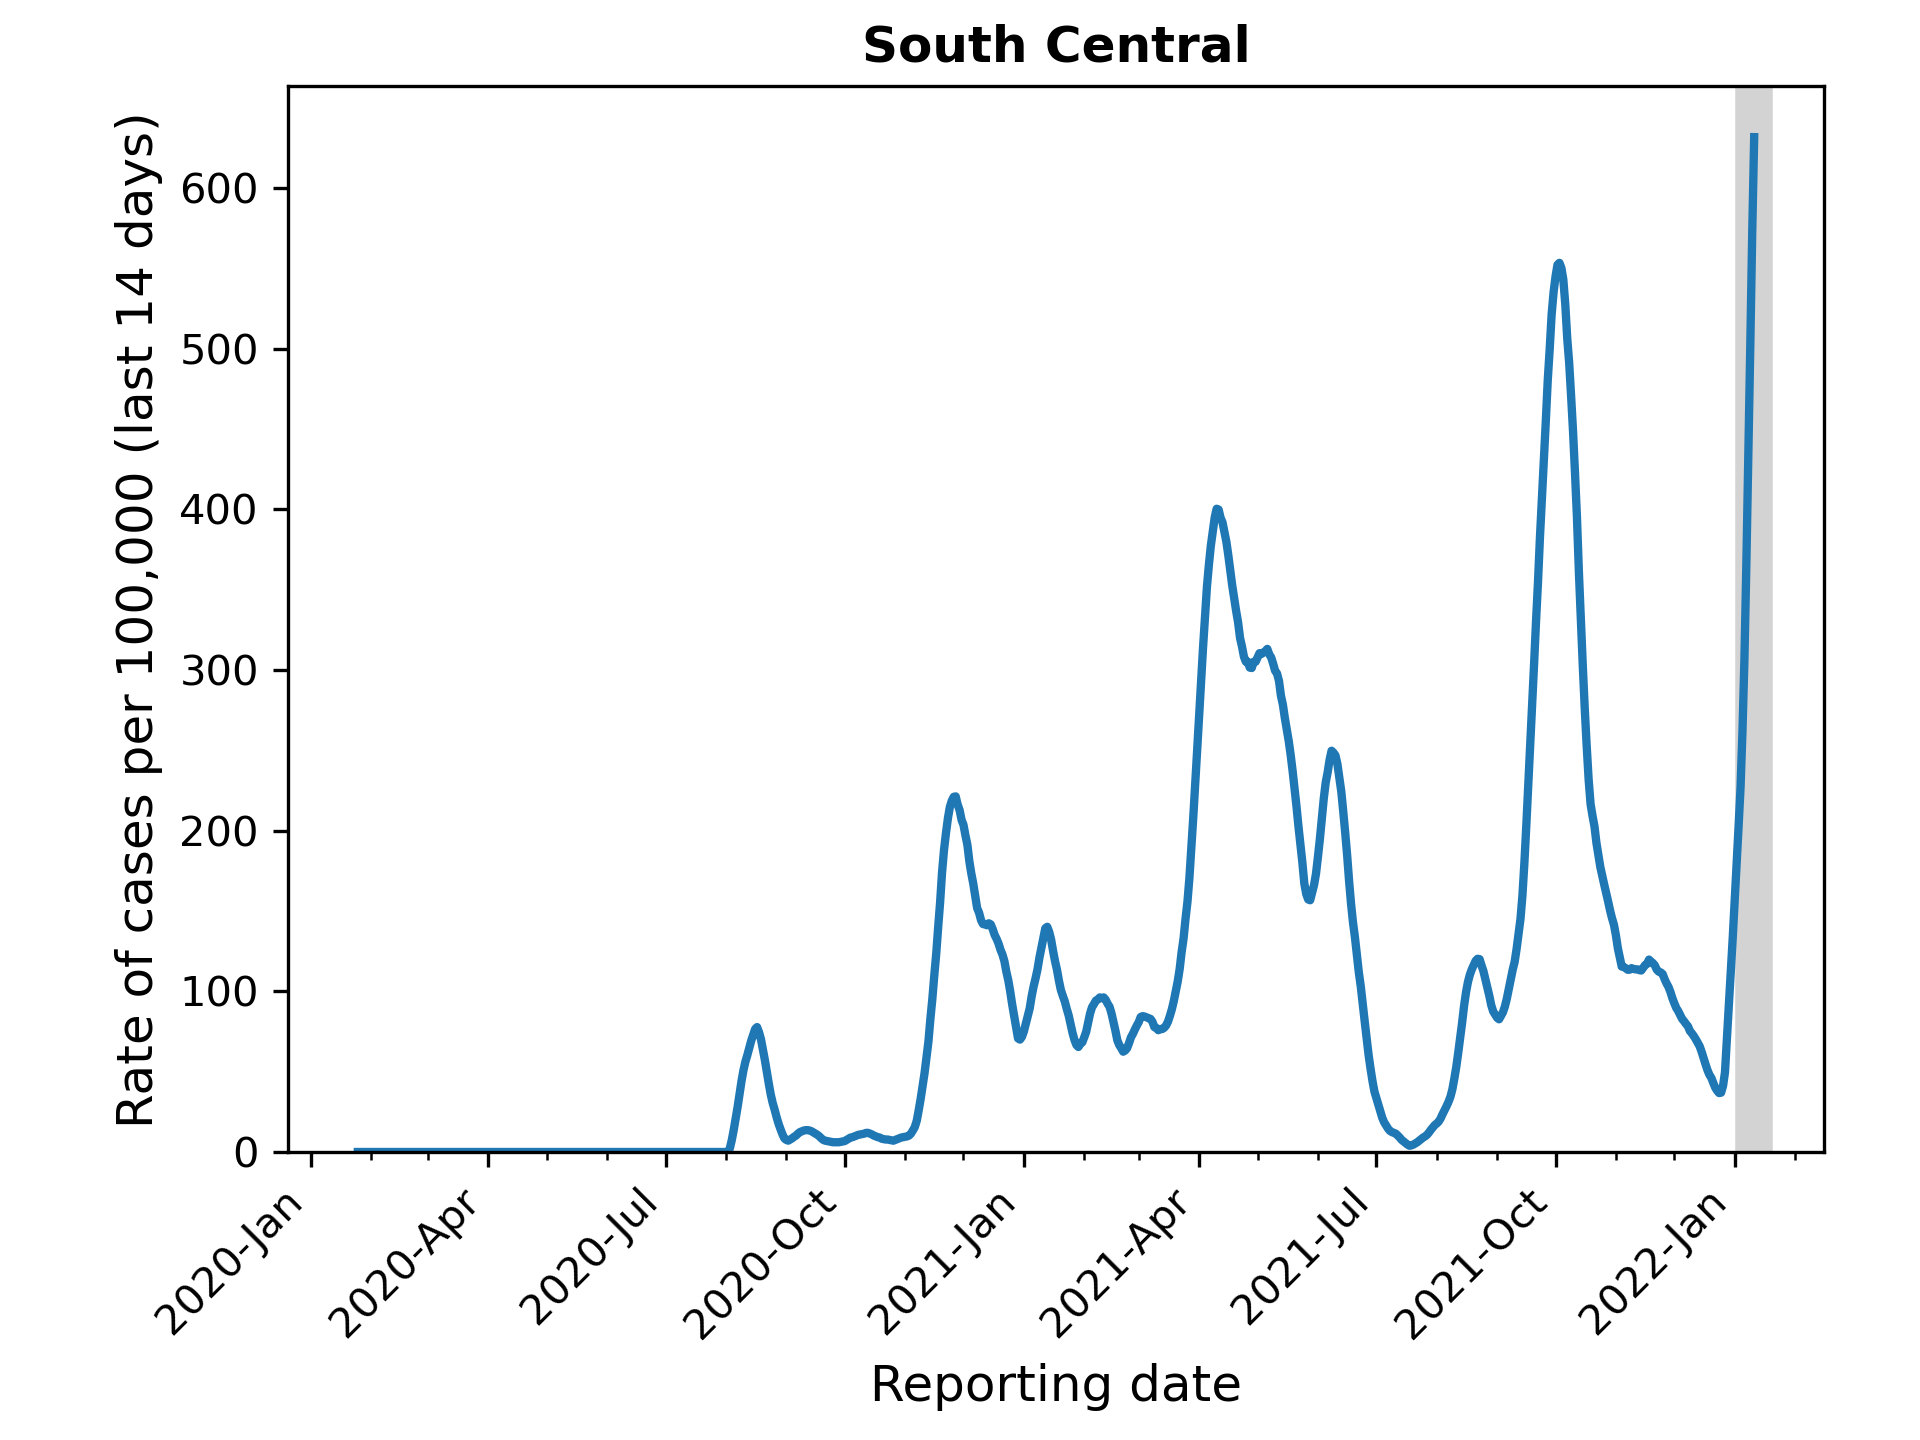 South Central
Rate of cases per 100,000 (last 14 days)
600
500
400
300
200
100
0
2020-Jan
2020-Apr
2020-Jul
2020-Oct
2021-Jan
2021-Apr
2021-Jul
2021-Oct
2022-Jan
Reporting date